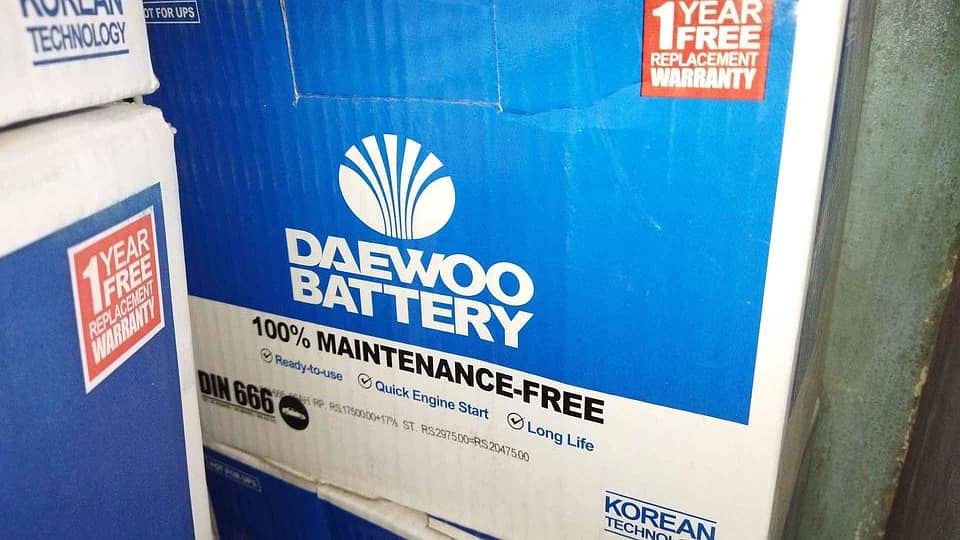 KOREAN
TECHNOLOGY
NOT FOR UPS
1 YEAR
FREE
REPLACEMENT
WARRANTY
1 YEAR
FREE
REPLACEMENT
WARRANTY
DAEWOO
BATTERY
100% MAINTENANCE-FREE
Ready-to-use Quick Engine Start Long Life
DIN 666 RP. RS.17500.00+17% ST. RS.2975.00=RS.20475.00
NOT FOR UPS
KOREAN
TECHNOLO